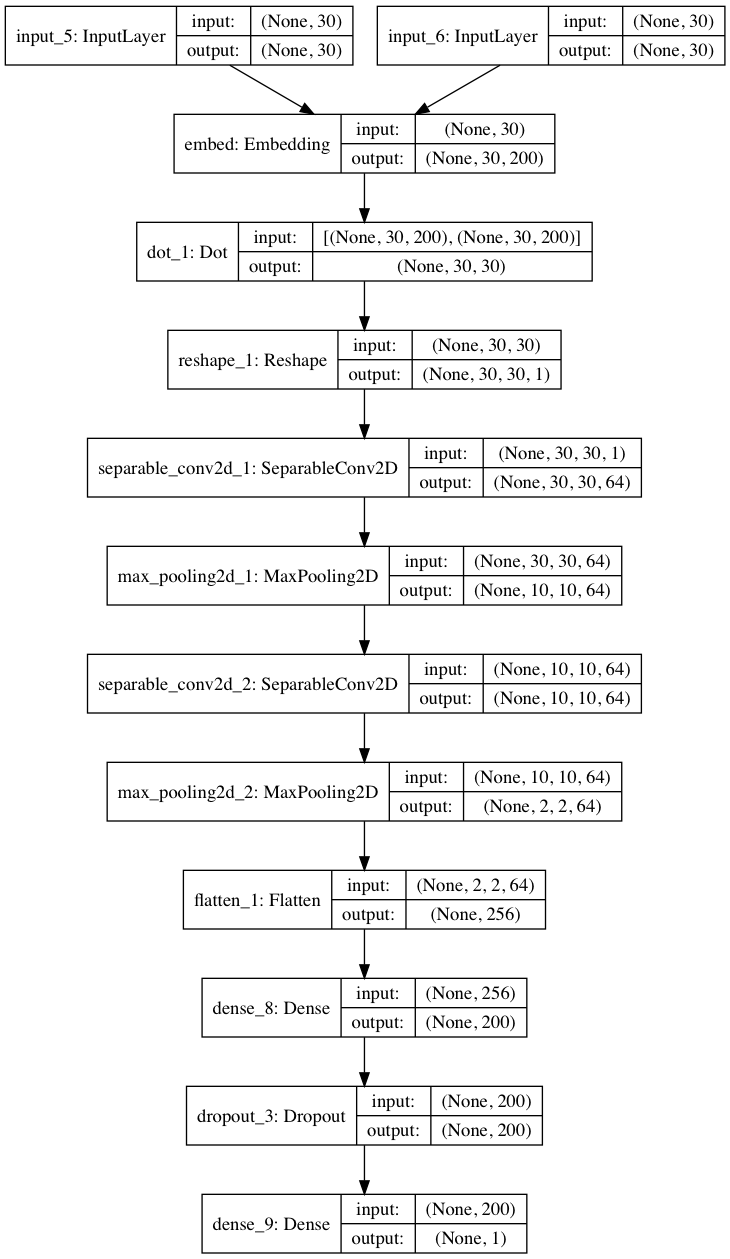 input_5: InputLayer
input: (None, 30)
output: (None, 30)
input_6: InputLayer
input: (None, 30)
output: (None, 30)
embed: Embedding
input: (None, 30)
output: (None, 30, 200)
dot_1: Dot
input: [(None, 30, 200), (None, 30, 200)]
output: (None, 30, 30)
reshape_1: Reshape
input: (None, 30, 30)
output: (None, 30, 30, 1)
separable_conv2d_1: SeparableConv2D
input: (None, 30, 30, 1)
output: (None, 30, 30, 64)
max_pooling2d_1: MaxPooling2D
input: (None, 30, 30, 64)
output: (None, 10, 10, 64)
separable_conv2d_2: SeparableConv2D
input: (None, 10, 10, 64)
output: (None, 10, 10, 64)
max_pooling2d_2: MaxPooling2D
input: (None, 10, 10, 64)
output: (None, 2, 2, 64)
flatten_1: Flatten
input: (None, 2, 2, 64)
output: (None, 256)
dense_8: Dense
input: (None, 256)
output: (None, 200)
dropout_3: Dropout
input: (None, 200)
output: (None, 200)
dense_9: Dense
input: (None, 200)
output: (None, 1)